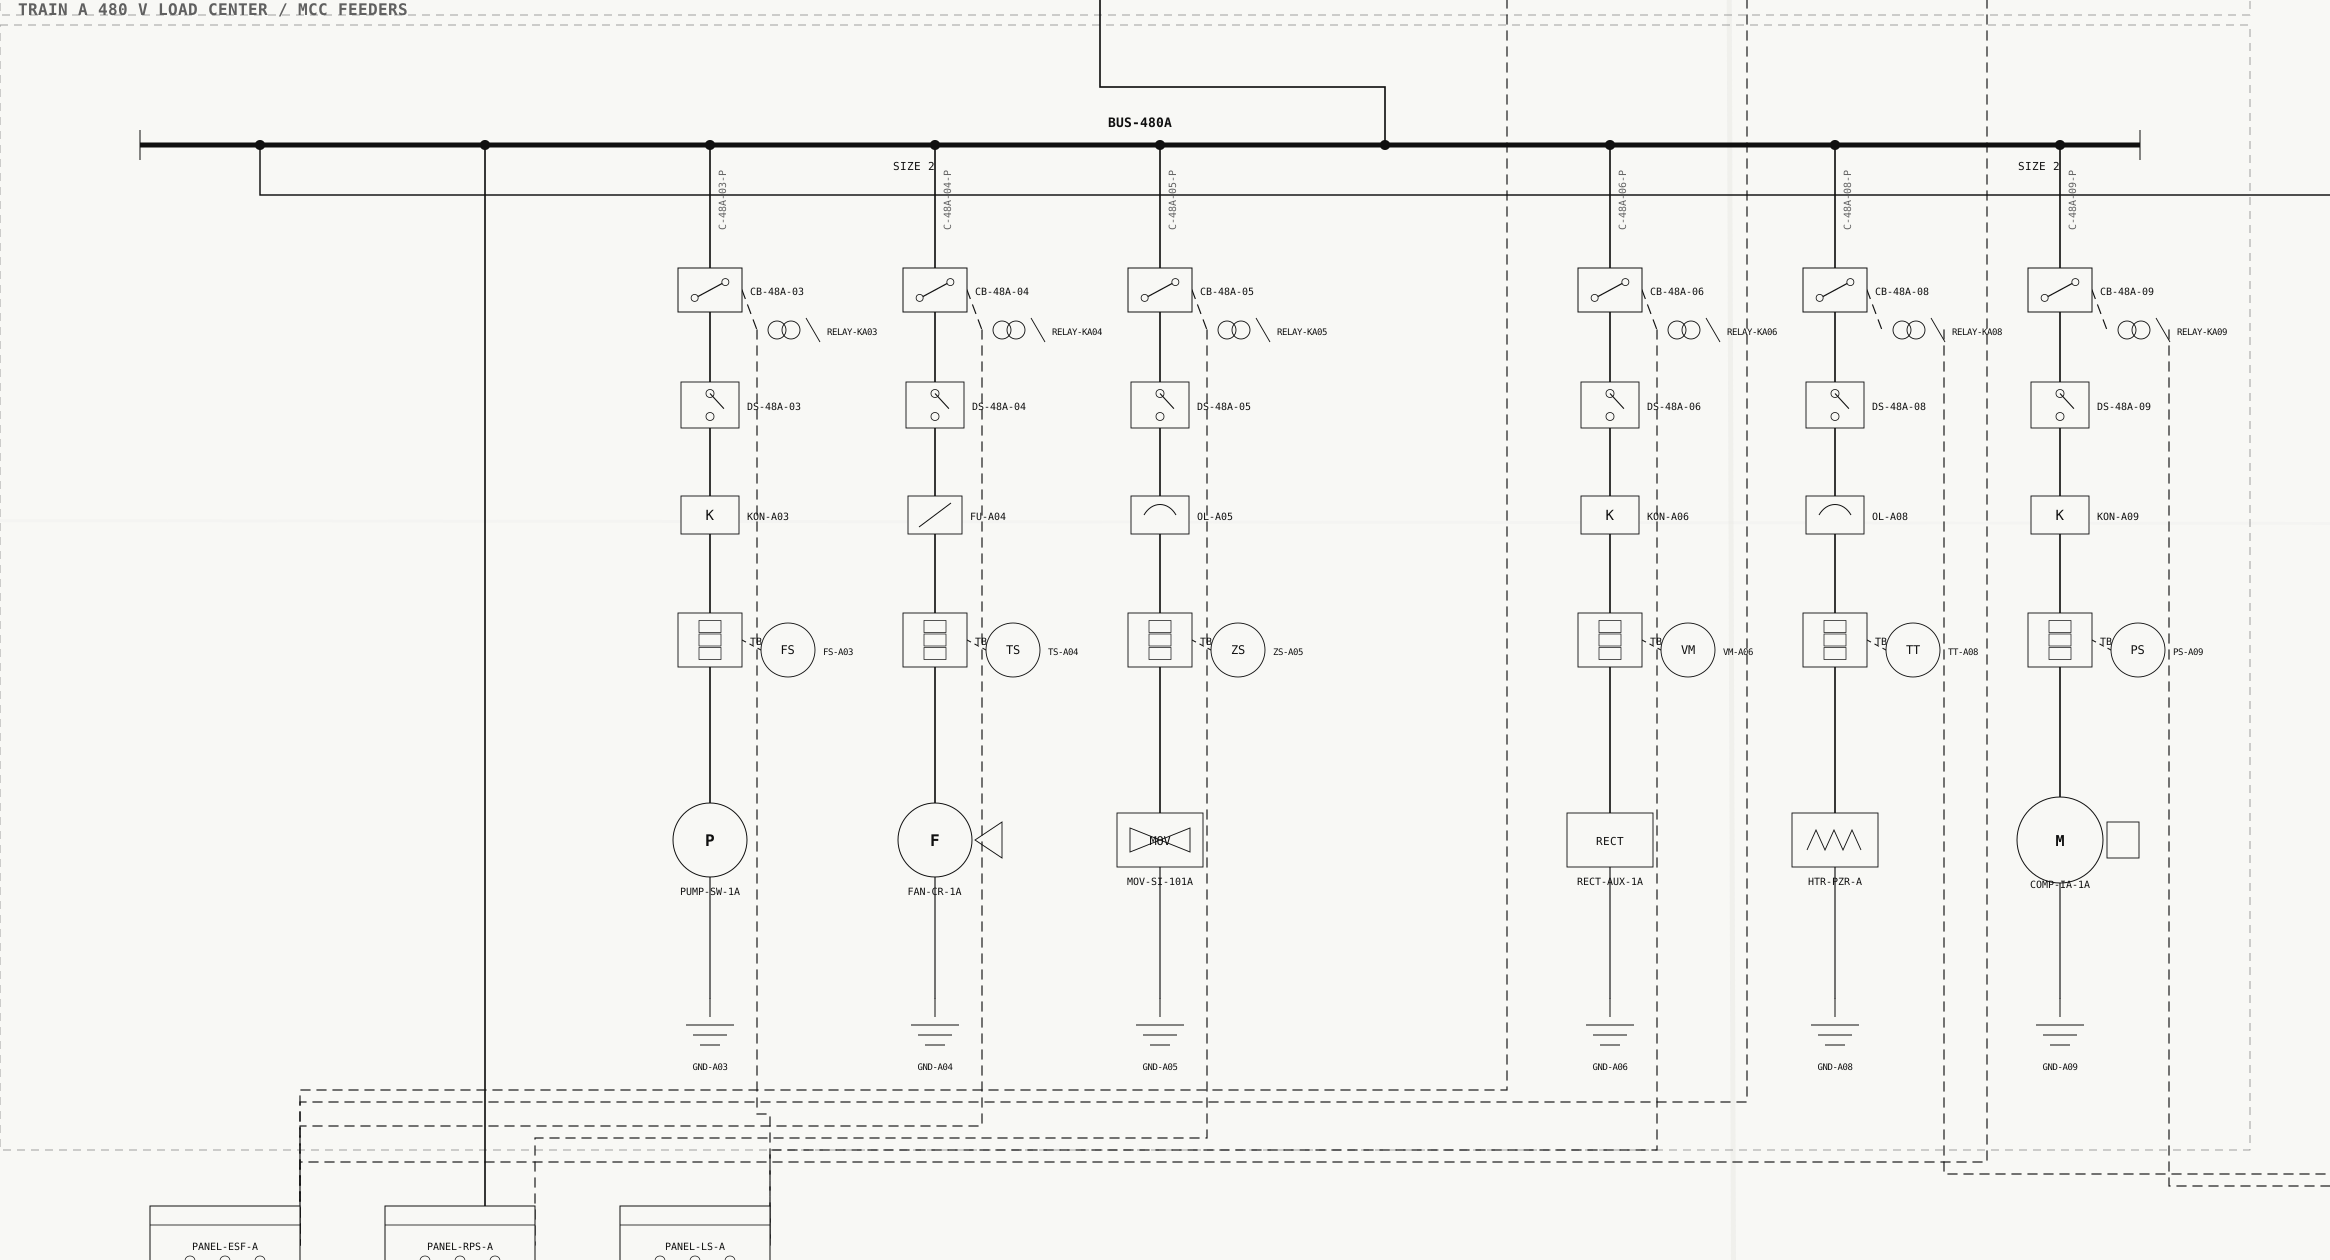 TRAIN A 480 V LOAD CENTER / MCC FEEDERS
BUS-480A
SIZE 2
SIZE 2
C-48A-03-P
C-48A-04-P
C-48A-05-P
C-48A-06-P
C-48A-08-P
C-48A-09-P
CB-48A-03
CB-48A-04
CB-48A-05
CB-48A-06
CB-48A-08
CB-48A-09
RELAY-KA03
RELAY-KA04
RELAY-KA05
RELAY-KA06
RELAY-KA08
RELAY-KA09
DS-48A-03
DS-48A-04
DS-48A-05
DS-48A-06
DS-48A-08
DS-48A-09
K KON-A03
FU-A04
OL-A05
K KON-A06
OL-A08
K KON-A09
TB FS FS-A03
TB TS TS-A04
TB ZS ZS-A05
TB VM VM-A06
TB TT TT-A08
TB PS PS-A09
P
F
MOV
RECT
M
PUMP-SW-1A
FAN-CR-1A
MOV-SI-101A
RECT-AUX-1A
HTR-PZR-A
COMP-IA-1A
GND-A03
GND-A04
GND-A05
GND-A06
GND-A08
GND-A09
PANEL-ESF-A
PANEL-RPS-A
PANEL-LS-A